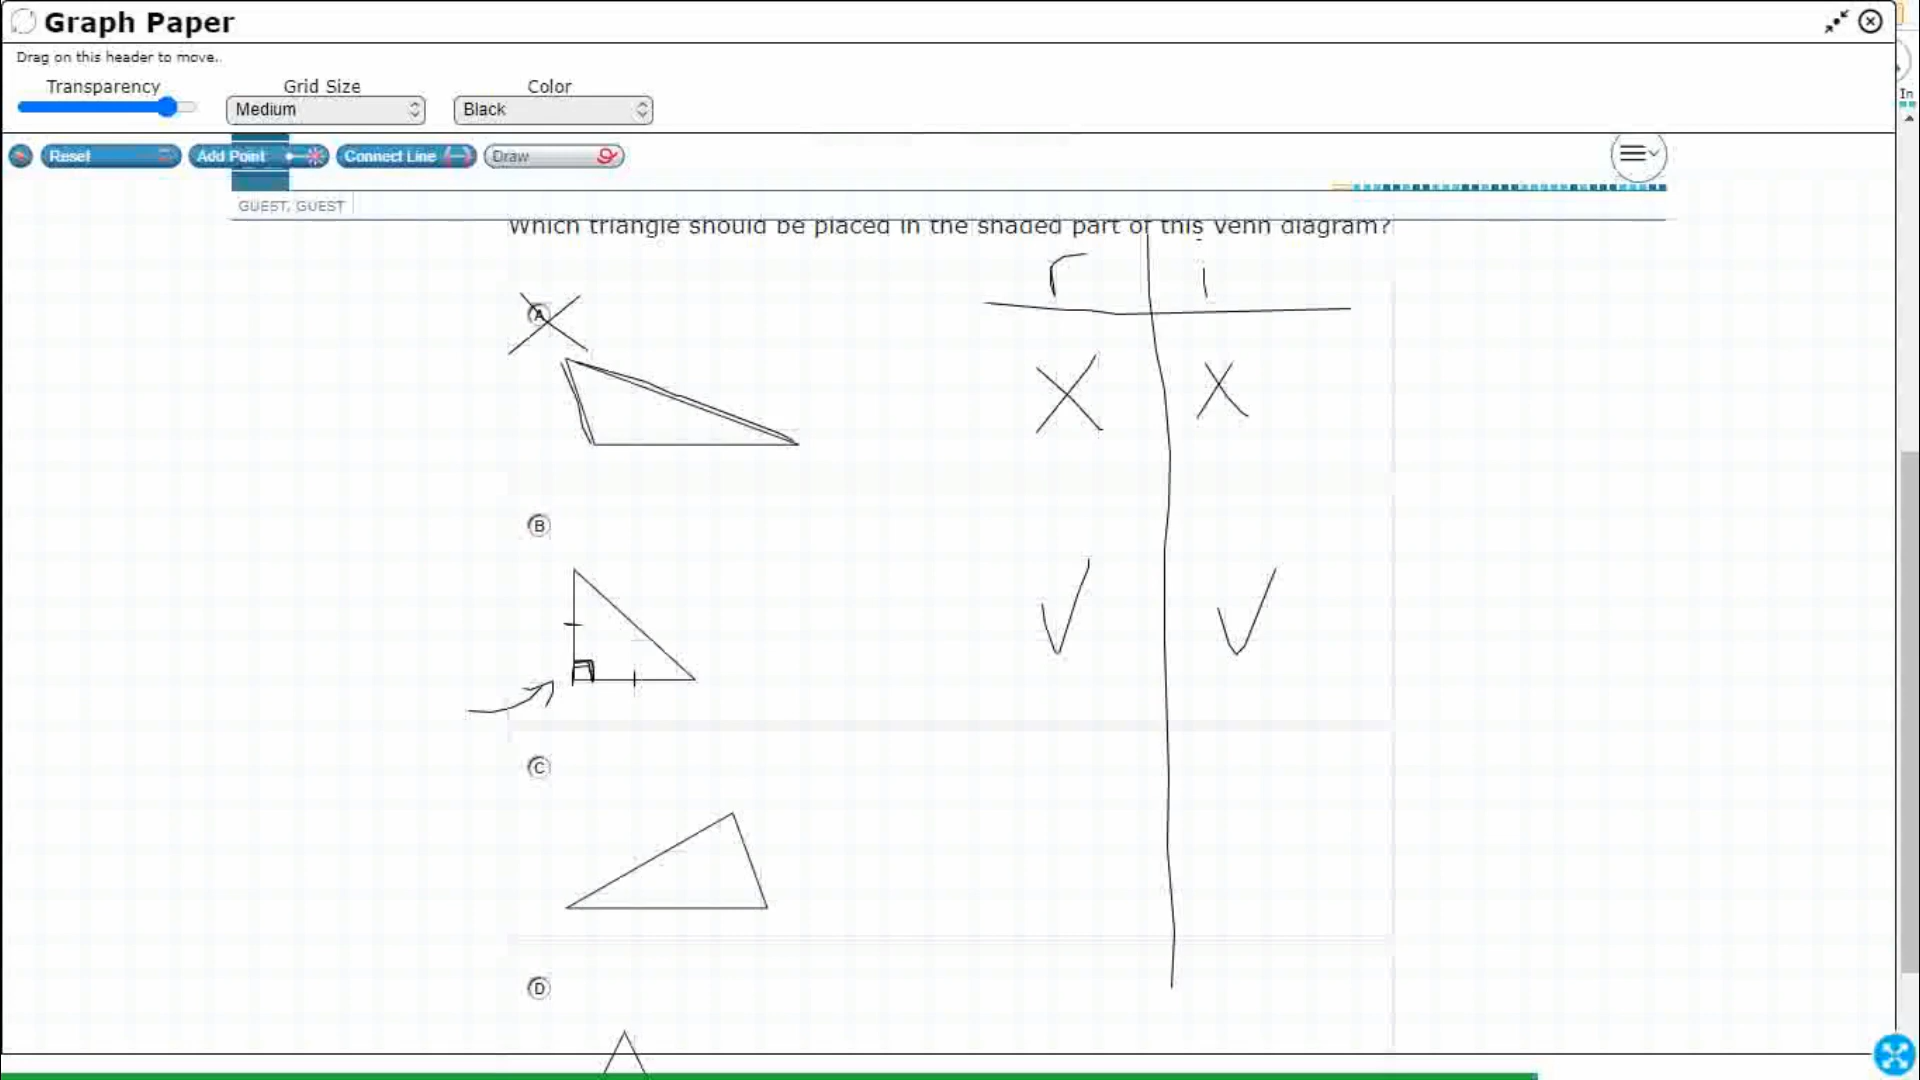 Graph Paper
Drag on this header to move..
Transparency
Grid Size
Color
Medium
Black
Reset
Add Point
Connect Line
Draw
In
GUEST, GUEST
Which triangle should be placed in the shaded part of this Venn diagram?
r
i
A
B
C
D